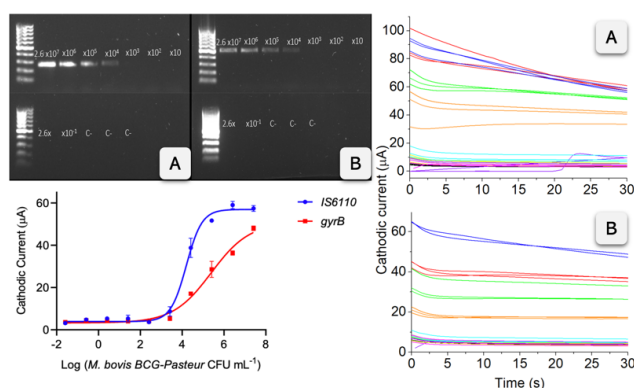 2.6 x10⁷ x10⁶ x10⁵ x10⁴ x10³ x10² x10
2.6x x10⁻¹ C- C- C-
A
2.6 x10⁷ x10⁶ x10⁵ x10⁴ x10³ x10² x10
2.6x x10⁻¹ C- C- C-
B
60
40
20
0
Cathodic Current (µA)
-2 0 2 4 6 8
Log (M. bovis BCG-Pasteur CFU mL⁻¹)
IS6110
gyrB
100
80
60
40
20
0
Cathodic current (µA)
0 5 10 15 20 25 30
A
60
40
20
0
0 5 10 15 20 25 30
Time (s)
B